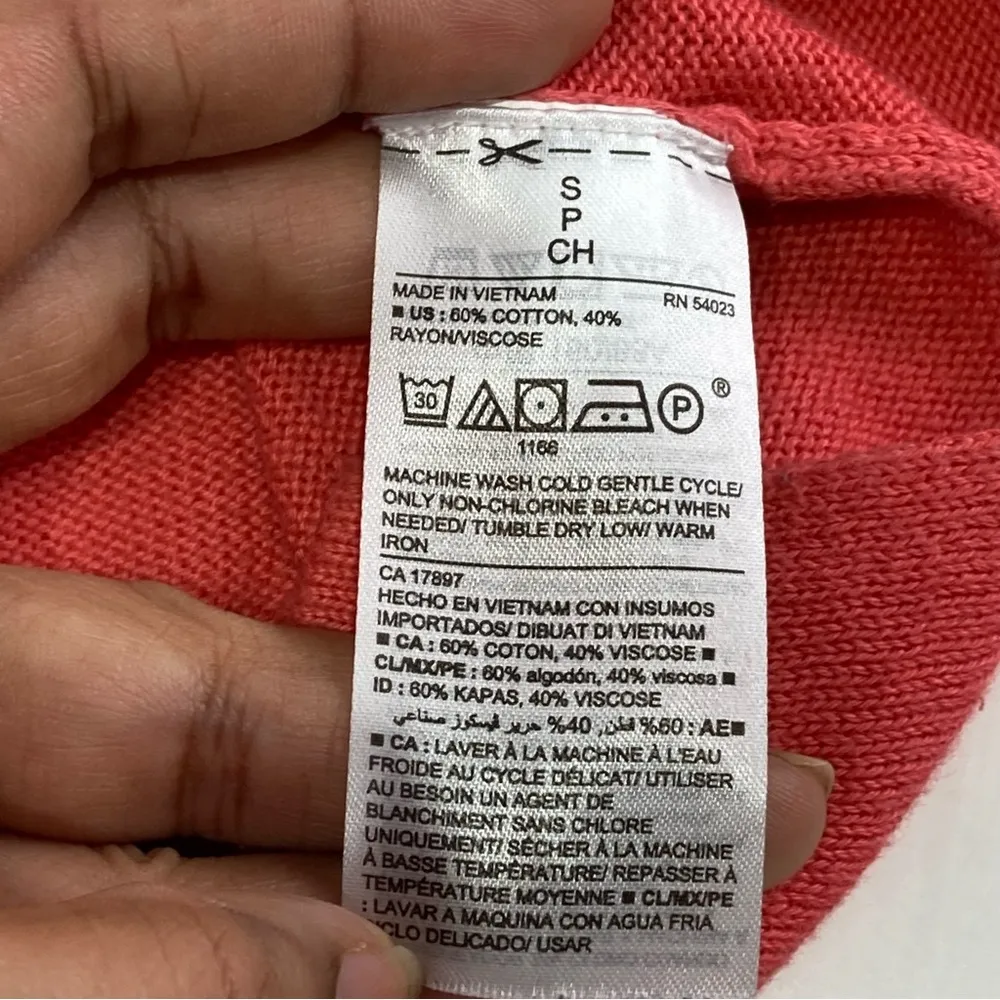 S
P
CH
MADE IN VIETNAM RN 54023
■ US : 60% COTTON, 40%
RAYON/VISCOSE
30 P ®
1166
MACHINE WASH COLD GENTLE CYCLE/
ONLY NON-CHLORINE BLEACH WHEN
NEEDED/ TUMBLE DRY LOW/ WARM
IRON
CA 17897
HECHO EN VIETNAM CON INSUMOS
IMPORTADOS/ DIBUAT DI VIETNAM
■ CA : 60% COTON, 40% VISCOSE ■
CL/MX/PE : 60% algodón, 40% viscosa ■
ID : 60% KAPAS, 40% VISCOSE
■AE : %60 قطن, %40 حرير فيسكوز صناعي
■ CA : LAVER À LA MACHINE À L'EAU
FROIDE AU CYCLE DÉLICAT/ UTILISER
AU BESOIN UN AGENT DE
BLANCHIMENT SANS CHLORE
UNIQUEMENT/ SÉCHER À LA MACHINE
À BASSE TEMPÉRATURE/ REPASSER À
TEMPÉRATURE MOYENNE ■ CL/MX/PE
: LAVAR A MAQUINA CON AGUA FRIA
DELICADO/ USAR